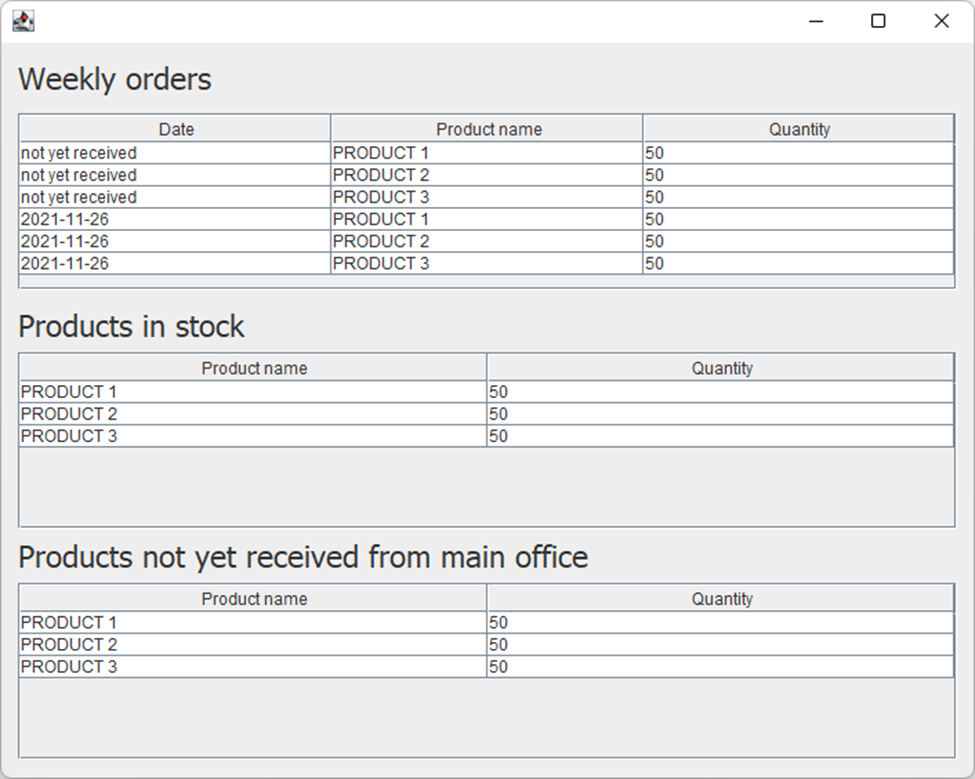 Weekly orders
Date Product name Quantity
not yet received PRODUCT 1 50
not yet received PRODUCT 2 50
not yet received PRODUCT 3 50
2021-11-26 PRODUCT 1 50
2021-11-26 PRODUCT 2 50
2021-11-26 PRODUCT 3 50
Products in stock
Product name Quantity
PRODUCT 1 50
PRODUCT 2 50
PRODUCT 3 50
Products not yet received from main office
Product name Quantity
PRODUCT 1 50
PRODUCT 2 50
PRODUCT 3 50